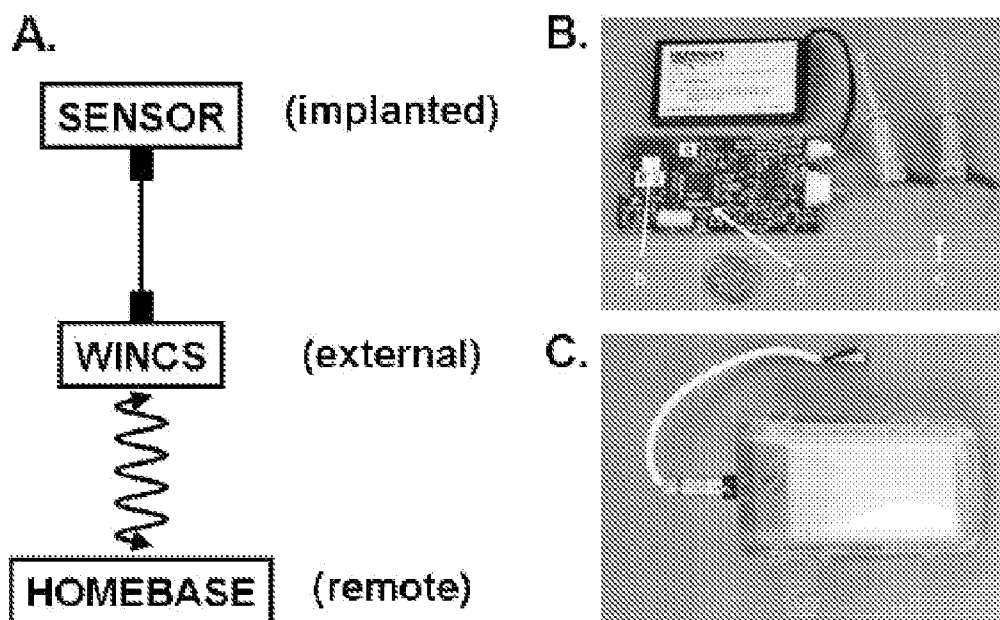 A.
SENSOR (implanted)
WINCS (external)
HOMEBASE (remote)
B.
C.